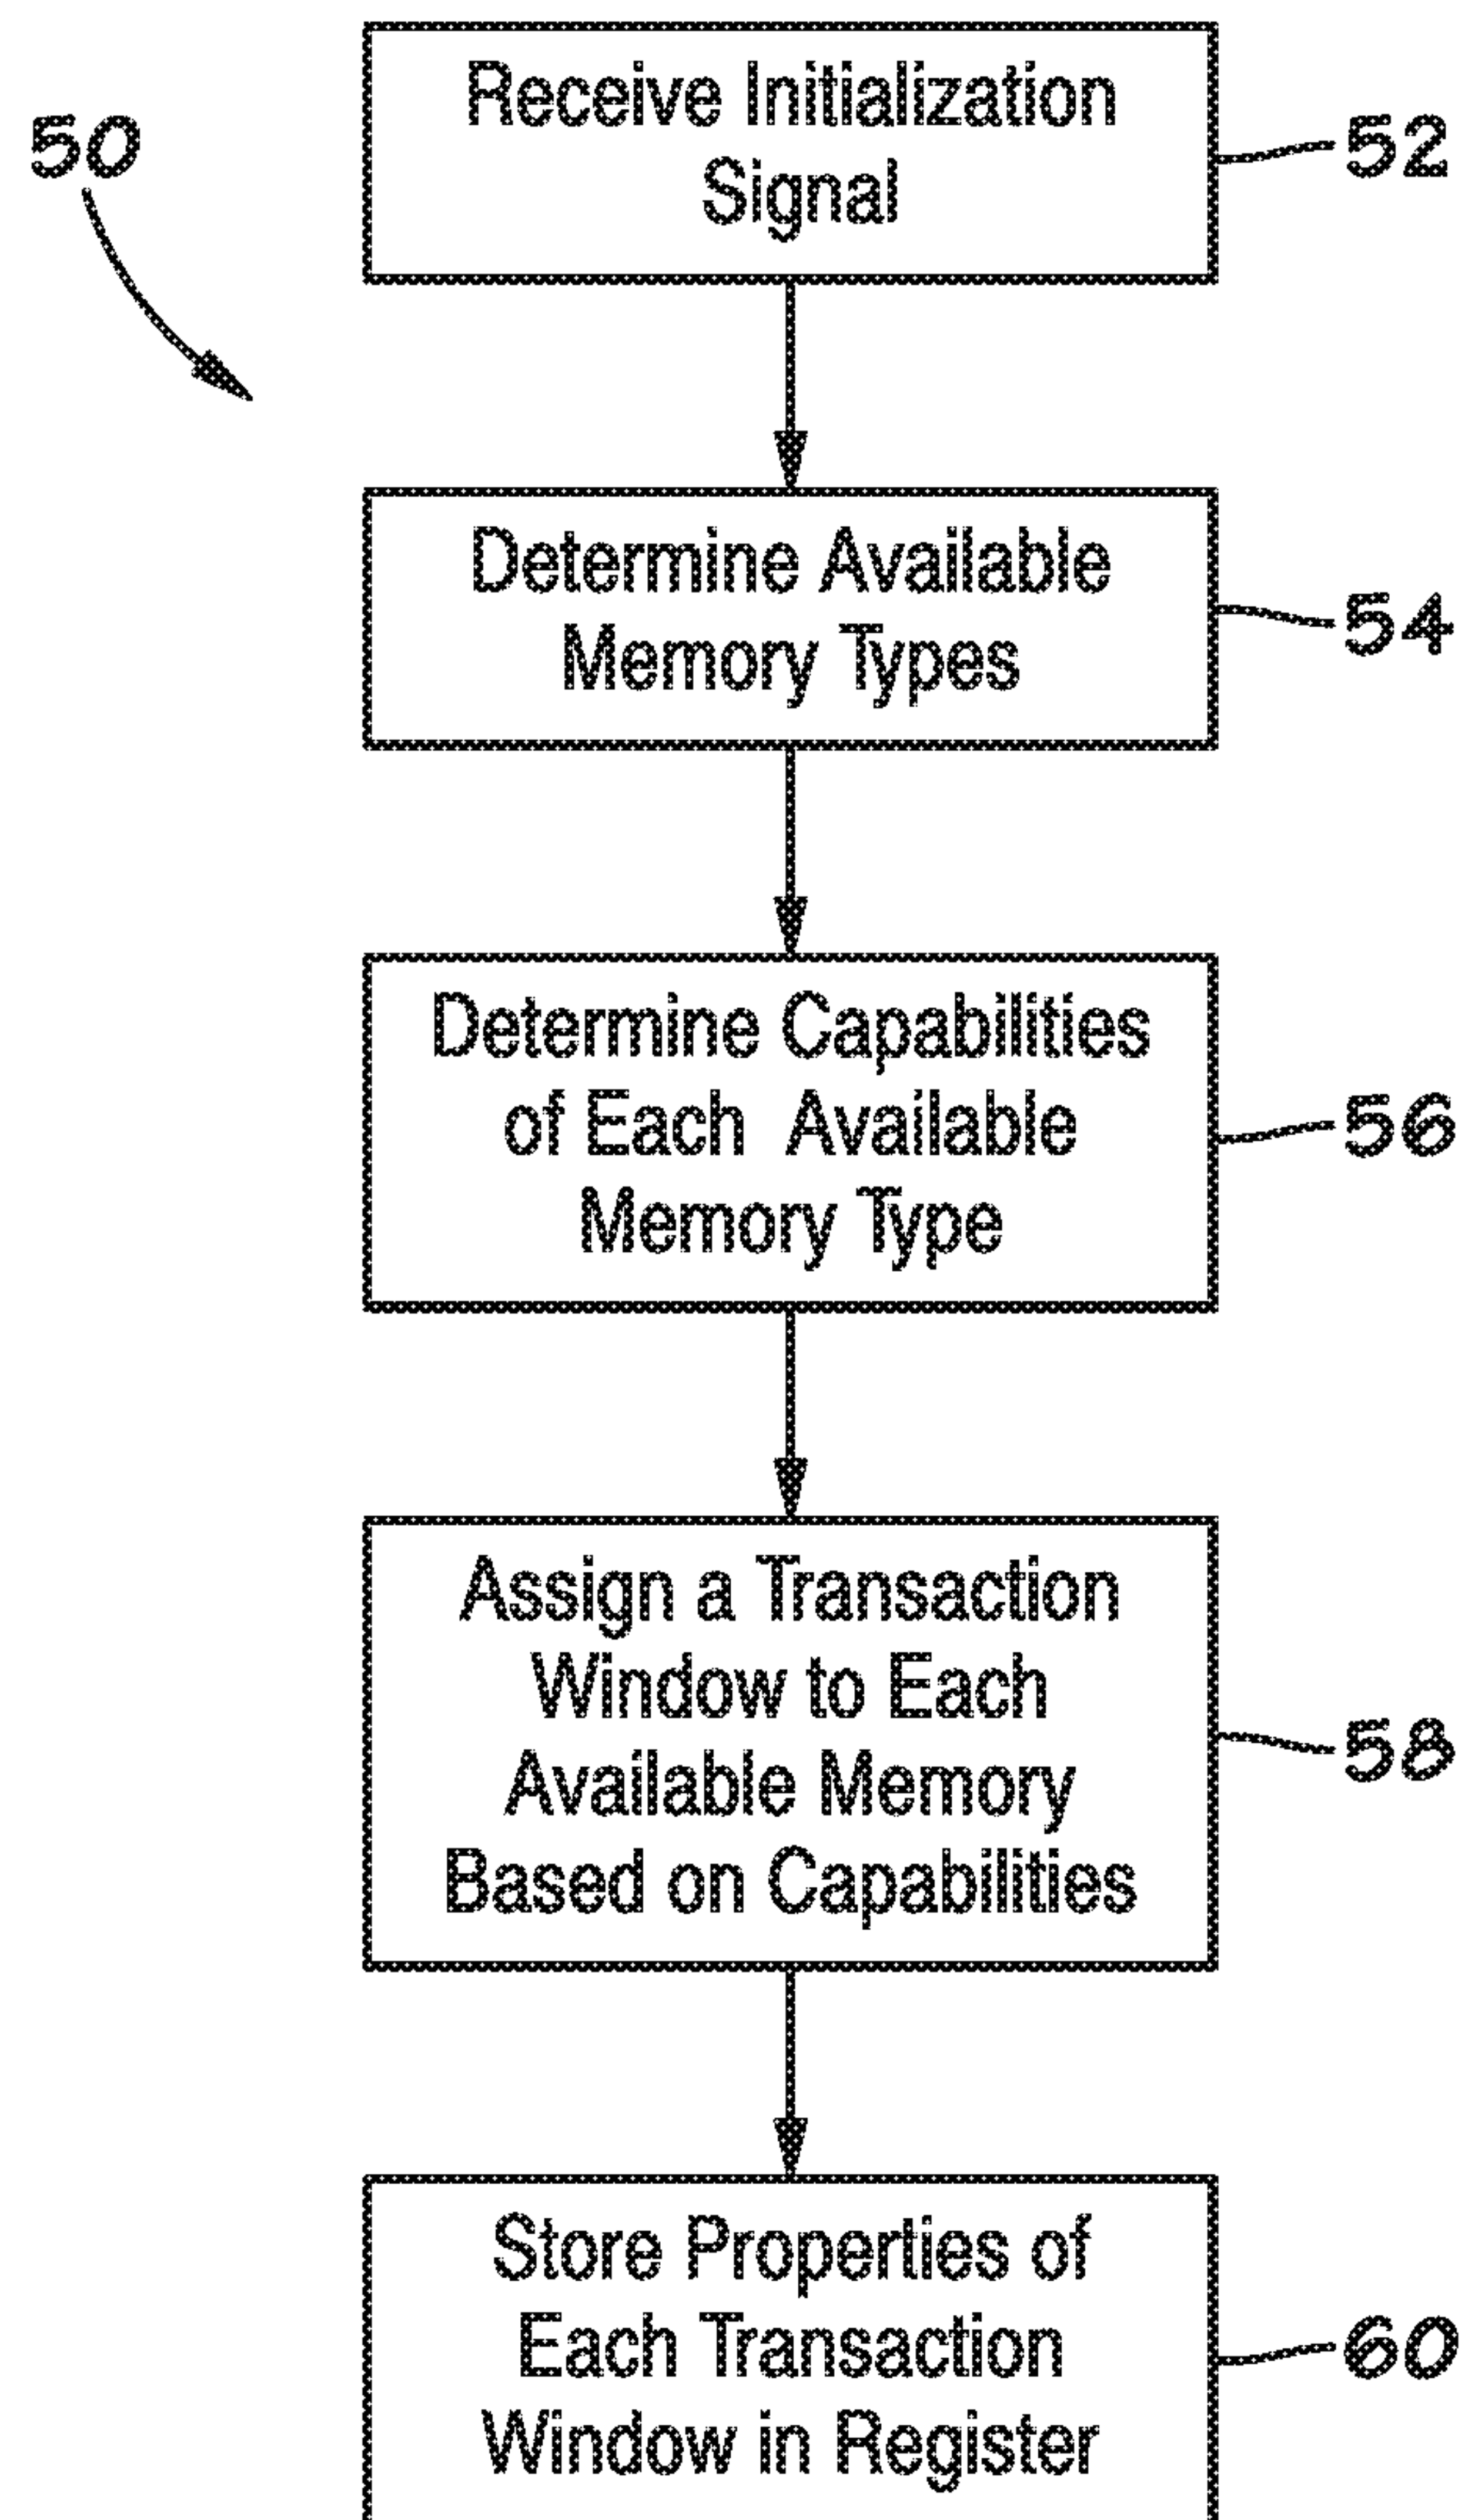 50
Receive Initialization
Signal
52
Determine Available
Memory Types
54
Determine Capabilities
of Each Available
Memory Type
56
Assign a Transaction
Window to Each
Available Memory
Based on Capabilities
58
Store Properties of
Each Transaction
Window in Register
60